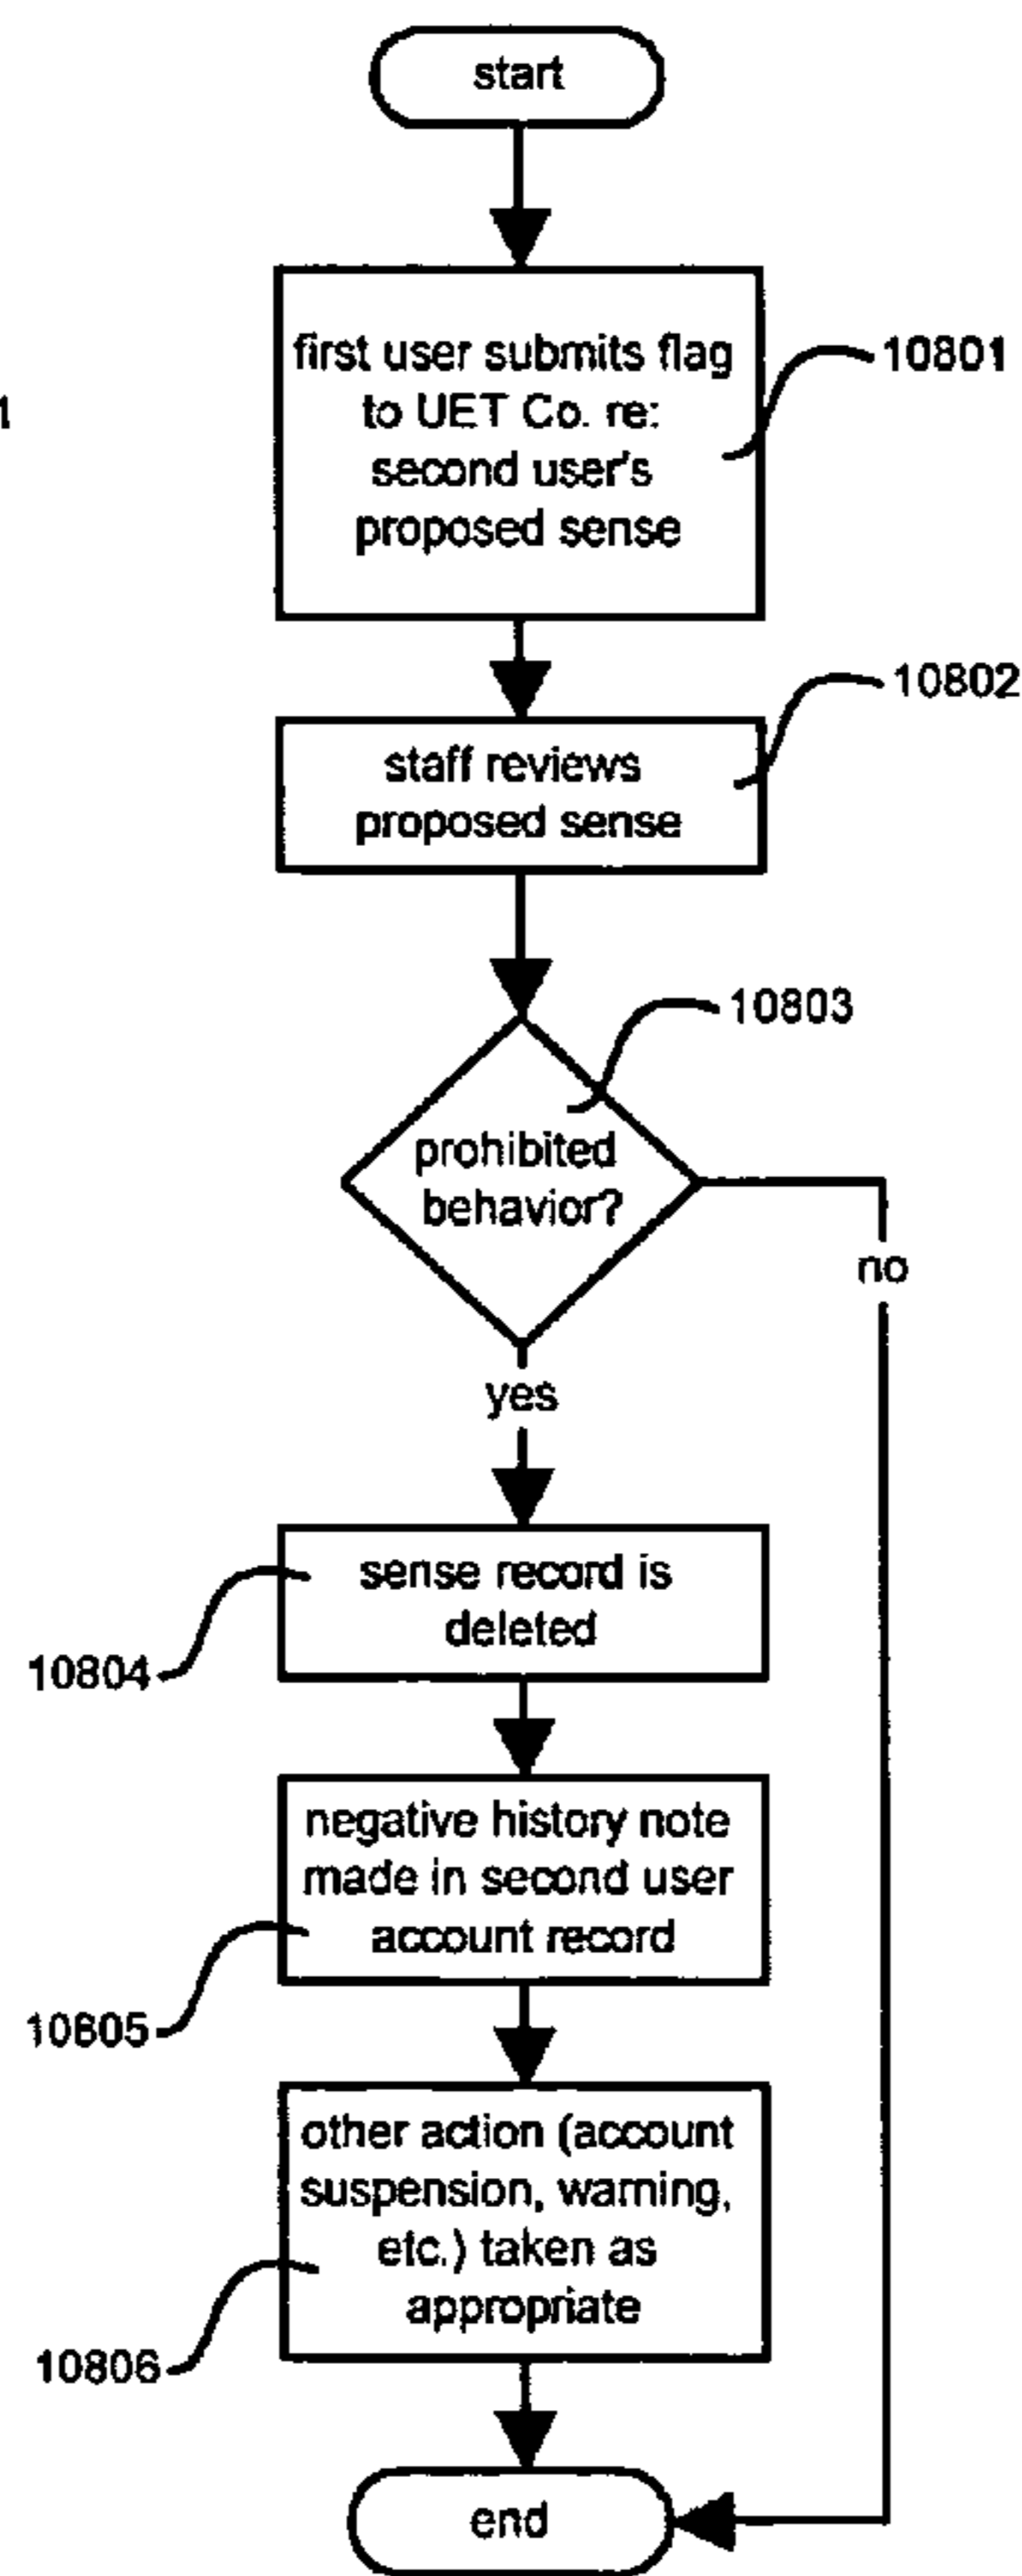 start
first user submits flag
to UET Co. re:
second user's
proposed sense
10801
1
staff reviews
proposed sense
10802
10803
prohibited
behavior?
no
yes
sense record is
deleted
10804
negative history note
made in second user
account record
10805
other action (account
suspension, warning,
etc.) taken as
appropriate
10806
end